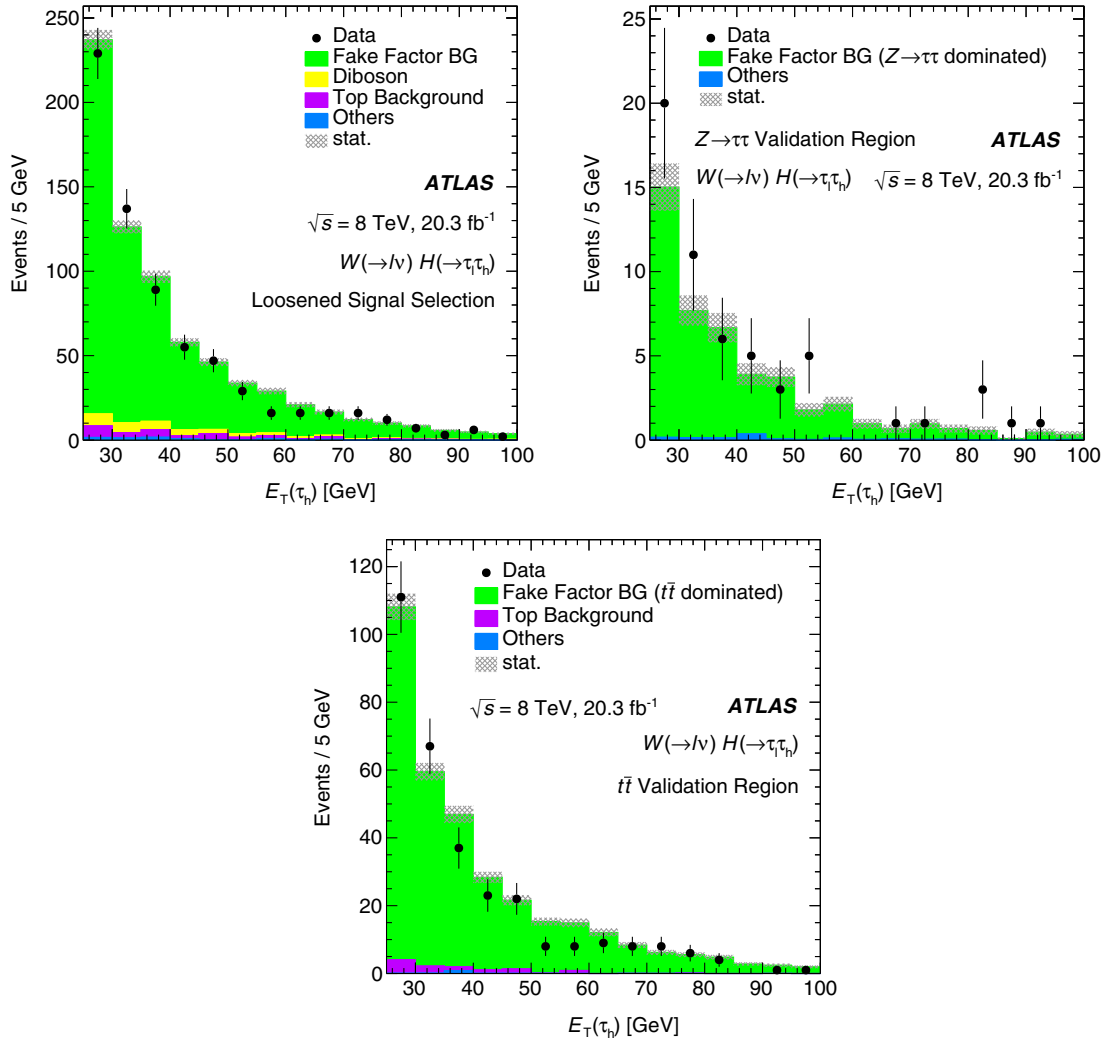 Events / 5 GeV
250
200
150
100
50
0
Data
Fake Factor BG
Diboson
Top Background
Others
stat.
ATLAS
√s = 8 TeV, 20.3 fb⁻¹
W(→lν) H(→τₗτₕ)
Loosened Signal Selection
30 40 50 60 70 80 90 100
E_T(τₕ) [GeV]
Events / 5 GeV
25
20
15
10
5
0
Data
Fake Factor BG (Z→ττ dominated)
Others
stat.
Z→ττ Validation Region ATLAS
W(→lν) H(→τₗτₕ) √s = 8 TeV, 20.3 fb⁻¹
30 40 50 60 70 80 90 100
E_T(τₕ) [GeV]
Events / 5 GeV
120
100
80
60
40
20
0
Data
Fake Factor BG (tt̄ dominated)
Top Background
Others
stat.
√s = 8 TeV, 20.3 fb⁻¹ ATLAS
W(→lν) H(→τₗτₕ)
tt̄ Validation Region
30 40 50 60 70 80 90 100
E_T(τₕ) [GeV]